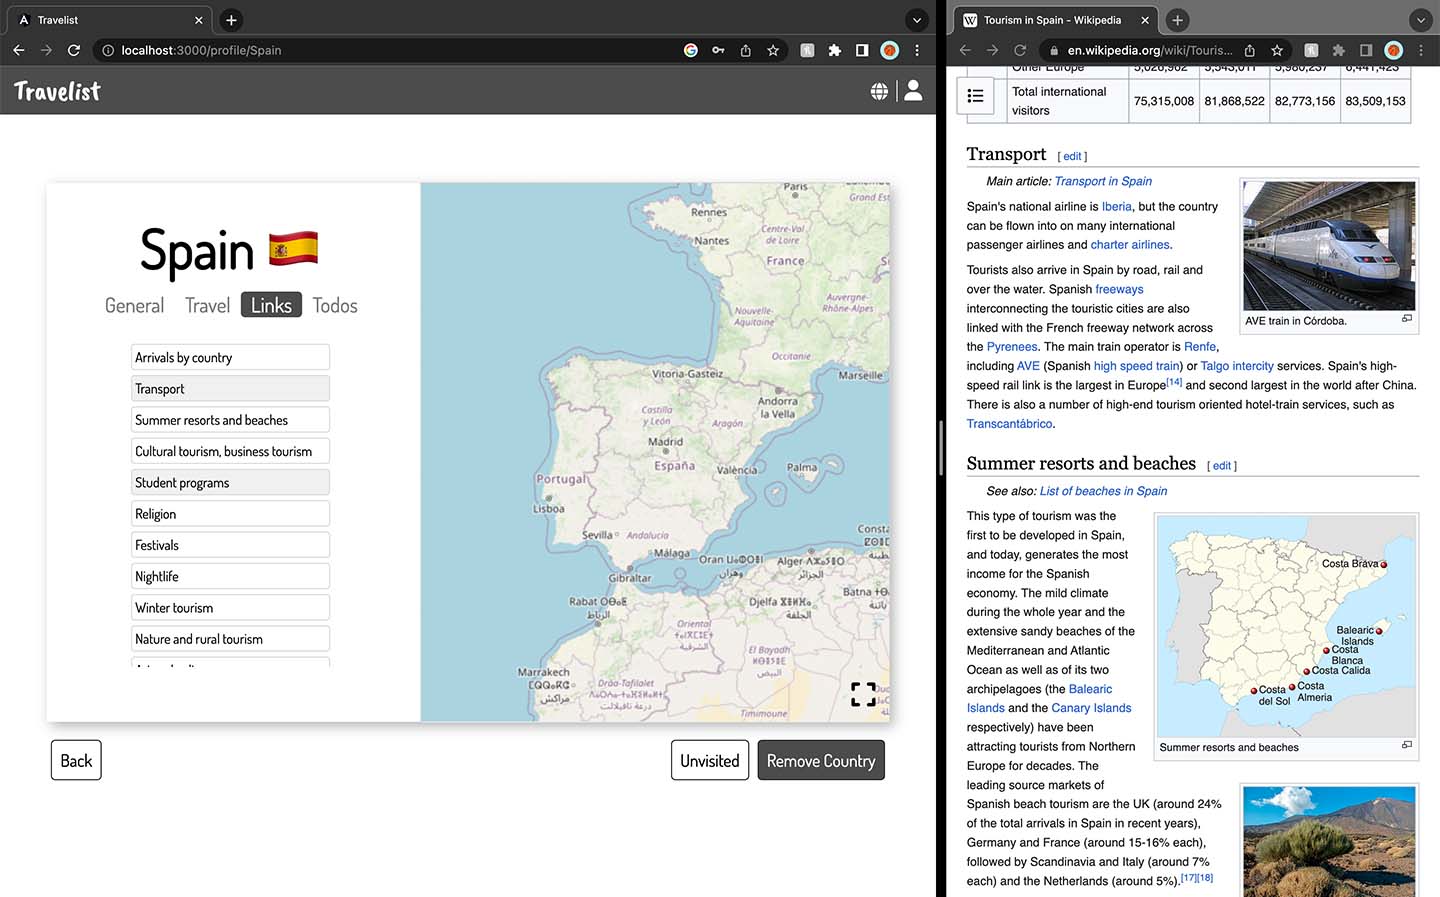 Travelist
localhost:3000/profile/Spain
Travelist
Spain
General
Travel
Links
Todos
Arrivals by country
Transport
Summer resorts and beaches
Cultural tourism, business tourism
Student programs
Religion
Festivals
Nightlife
Winter tourism
Nature and rural tourism
Back
Unvisited
Remove Country
Paris
Grand Est
Rennes
Centre-Val
de Loire
Nantes
France
Auvergne-
Rhône-Alpes
Nouvelle-
Aquitaine
Occitanie
Marseille
Vitoria-Gasteiz
Andorra
la Vella
Castilla
y León
Aragón
Madrid
España
València
Palma
Portugal
Lisboa
Sevilla
Andalucía
Málaga
Gibraltar
Oran
وهران
Alger
الجزائر
Consta
Rabat
الرباط
Djelfa
الجلفة
Batna
باتنة
Oriental
الشرقية
El Bayadh
البيض
Marrakech
مراكش
Drâa-Tafilalet
درعة تافيلالت
Timimoune
Tourism in Spain - Wikipedia
en.wikipedia.org/wiki/Touris...
Other Europe 5,026,962 5,543,011 5,980,237 6,441,423
Total international
visitors
75,315,008 81,868,522 82,773,156 83,509,153
Transport [ edit ]
Main article: Transport in Spain
Spain's national airline is Iberia, but the country
can be flown into on many international
passenger airlines and charter airlines.
Tourists also arrive in Spain by road, rail and
over the water. Spanish freeways
interconnecting the touristic cities are also
linked with the French freeway network across
the Pyrenees. The main train operator is Renfe,
including AVE (Spanish high speed train) or Talgo intercity services. Spain's high-
speed rail link is the largest in Europe[14] and second largest in the world after China.
There is also a number of high-end tourism oriented hotel-train services, such as
Transcantábrico.
AVE train in Córdoba.
Summer resorts and beaches [ edit ]
See also: List of beaches in Spain
This type of tourism was the
first to be developed in Spain,
and today, generates the most
income for the Spanish
economy. The mild climate
during the whole year and the
extensive sandy beaches of the
Mediterranean and Atlantic
Ocean as well as of its two
archipelagoes (the Balearic
Islands and the Canary Islands
respectively) have been
attracting tourists from Northern
Europe for decades. The
leading source markets of
Spanish beach tourism are the UK (around 24%
of the total arrivals in Spain in recent years),
Germany and France (around 15-16% each),
followed by Scandinavia and Italy (around 7%
each) and the Netherlands (around 5%).[17][18]
Costa Brava
Balearic
Islands
Costa
Blanca
Costa Calida
Costa
Almeria
Costa
del Sol
Summer resorts and beaches